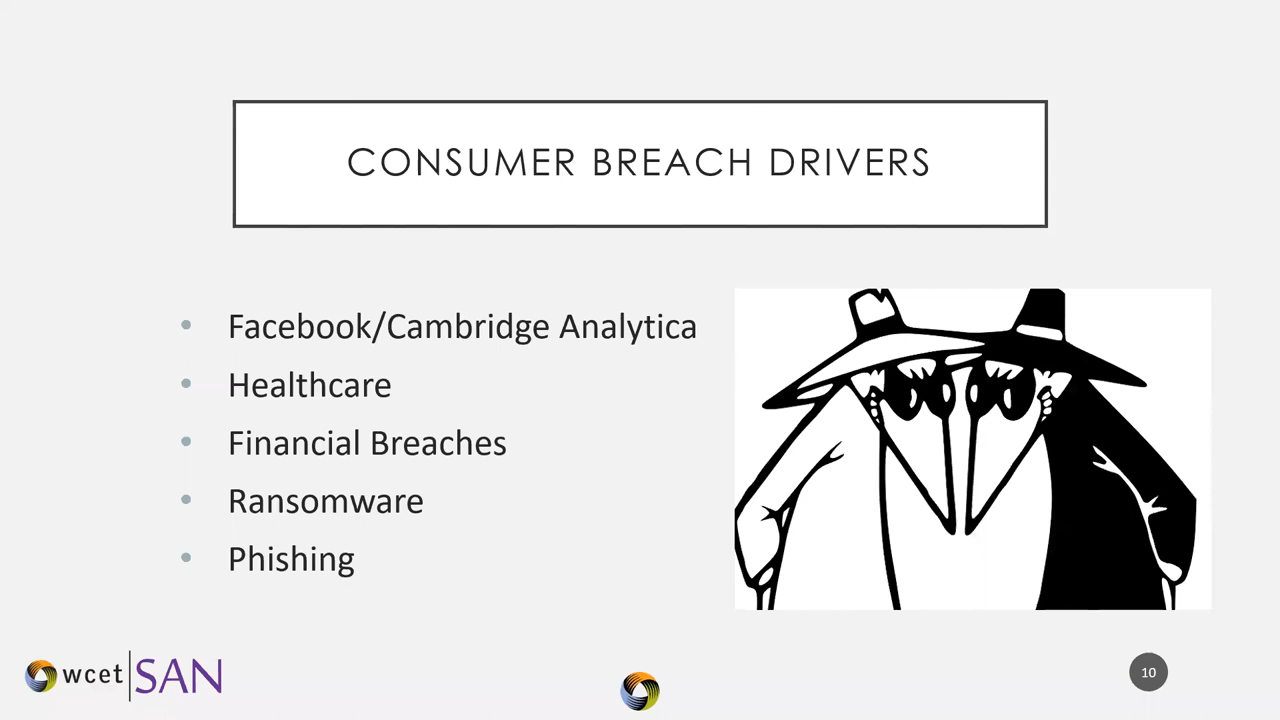 CONSUMER BREACH DRIVERS
• Facebook/Cambridge Analytica
• Healthcare
• Financial Breaches
• Ransomware
• Phishing
wcet SAN
10